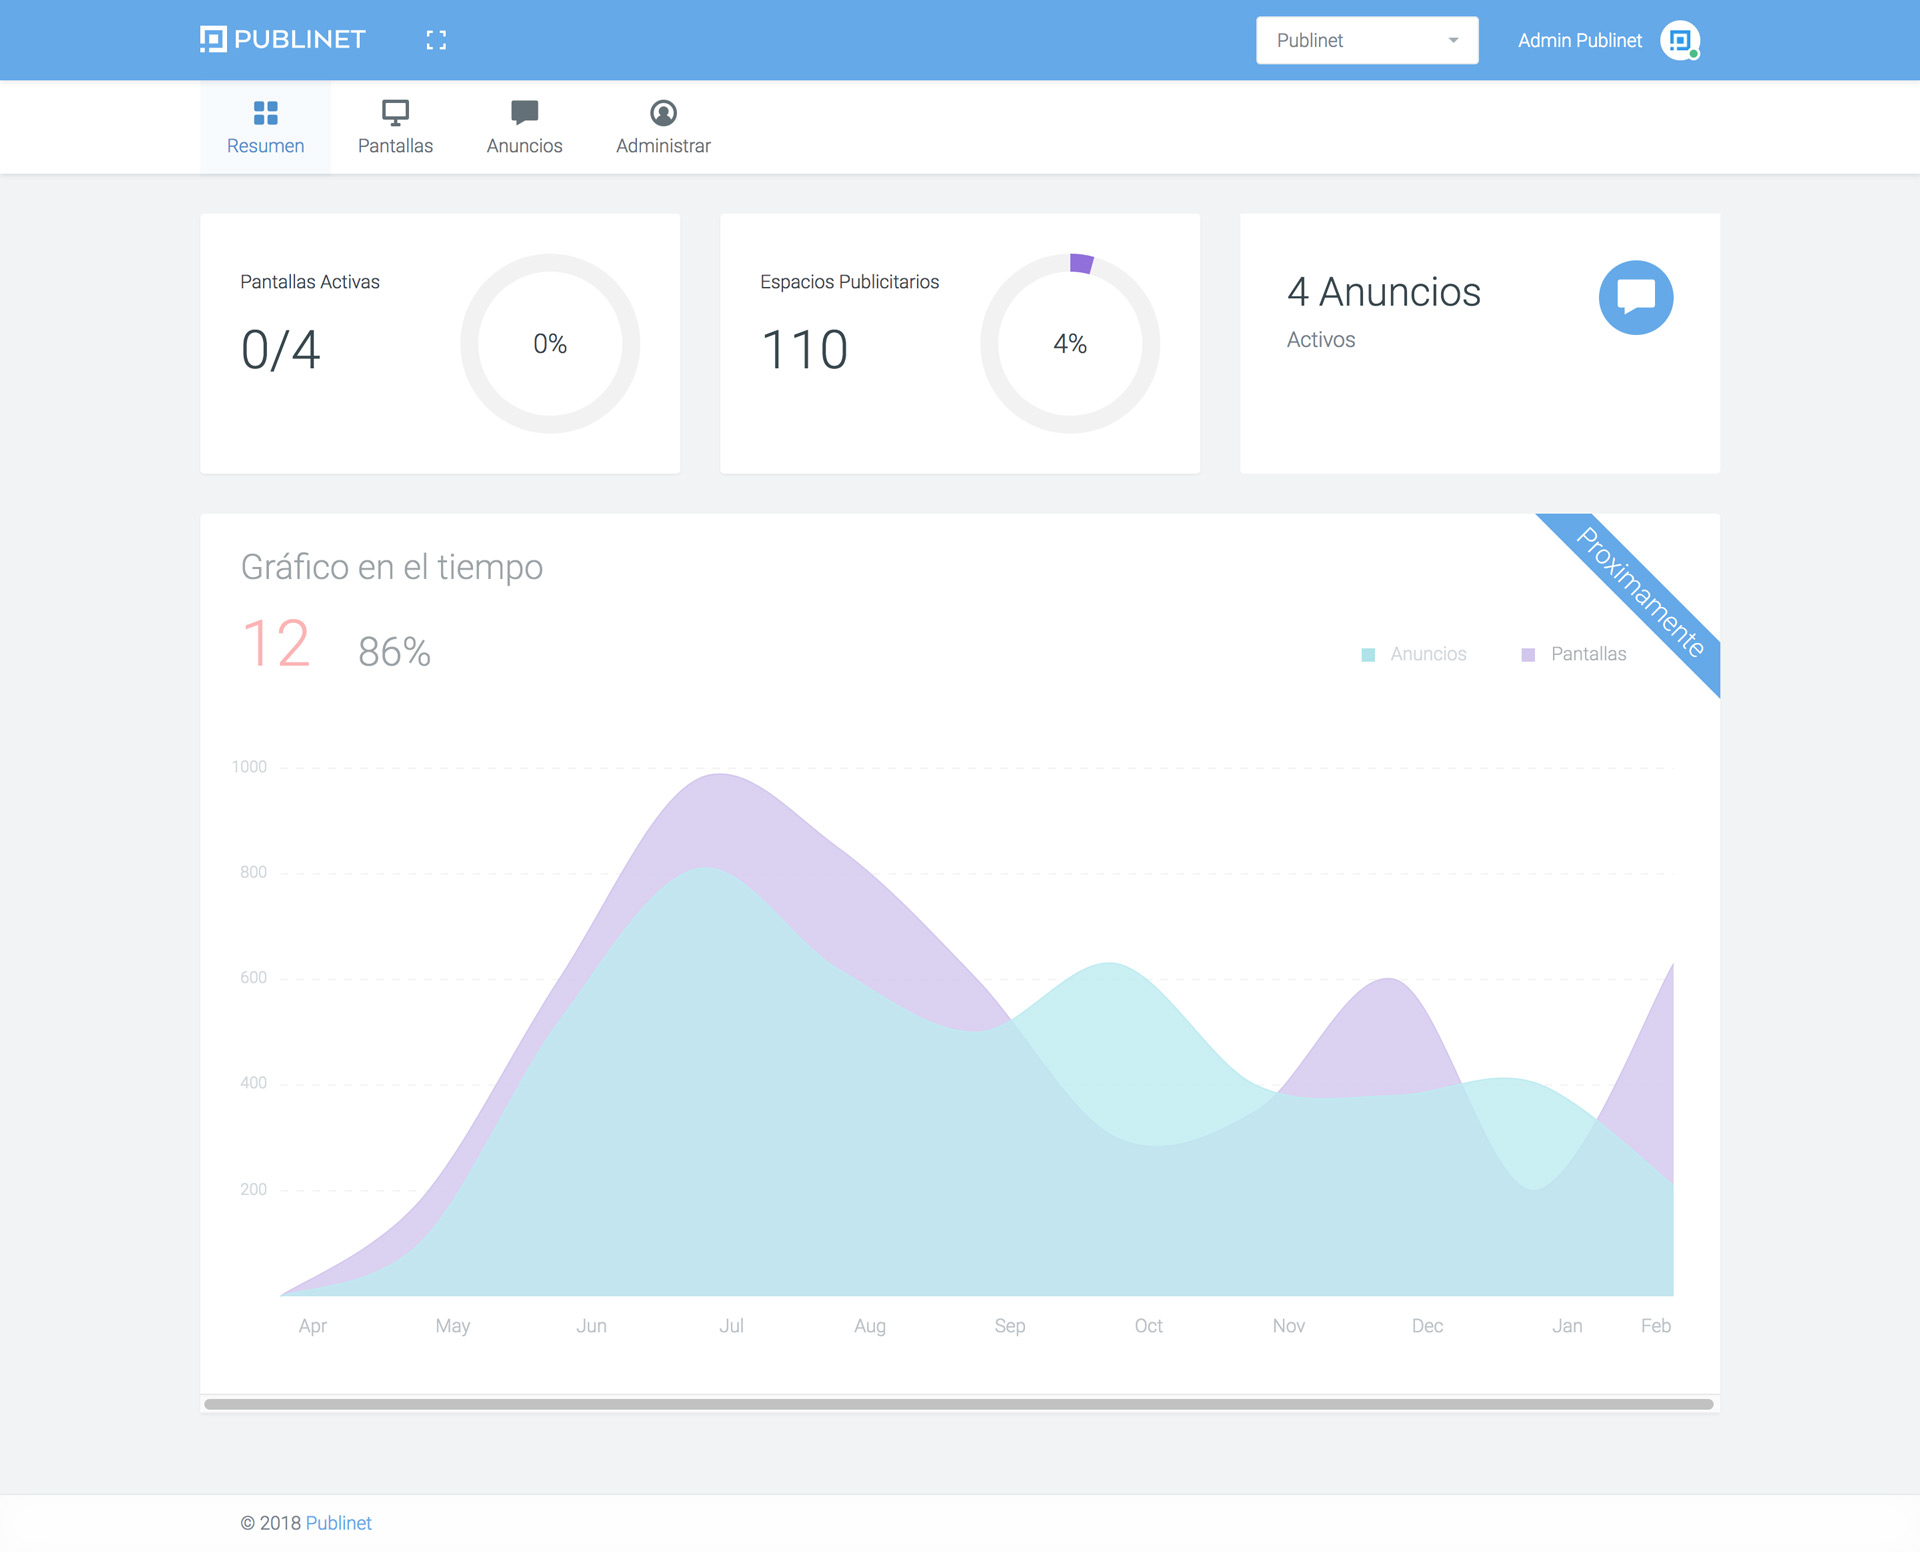 PUBLINET
Publinet
Admin Publinet
Resumen
Pantallas
Anuncios
Administrar
Pantallas Activas
0/4
0%
Espacios Publicitarios
110
4%
4 Anuncios
Activos
Gráfico en el tiempo
Proximamente
12
86%
Anuncios
Pantallas
1000
800
600
400
200
Apr May Jun Jul Aug Sep Oct Nov Dec Jan Feb
© 2018 Publinet